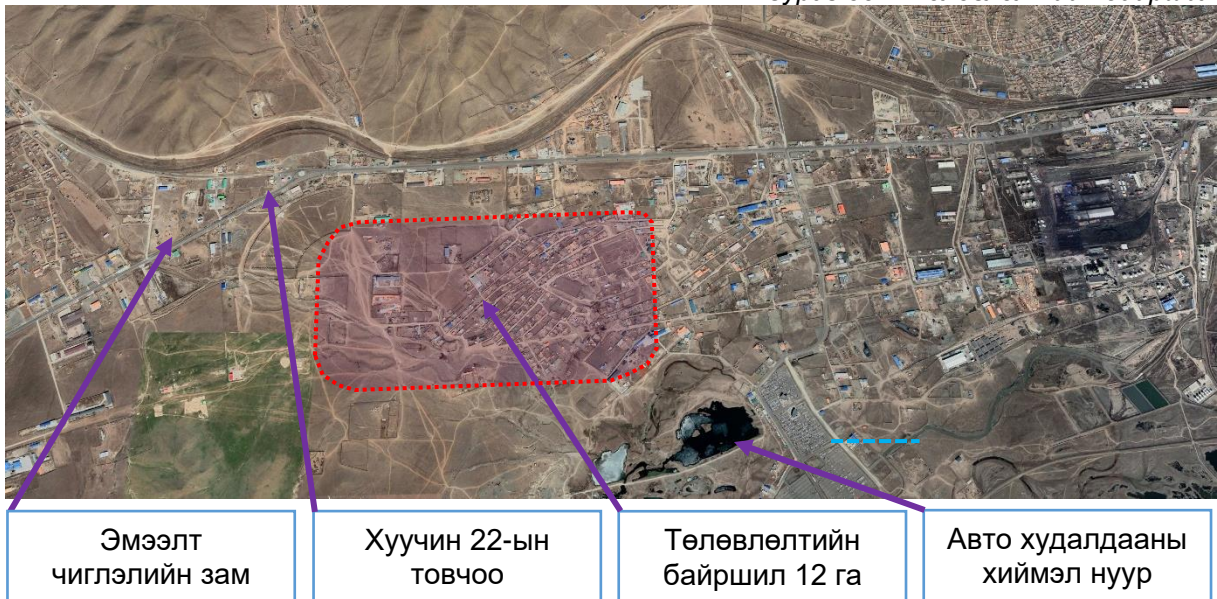 Эмээлт
чиглэлийн зам
Хуучин 22-ын
товчоо
Төлөвлөлтийн
байршил 12 га
Авто худалдааны
хиймэл нуур